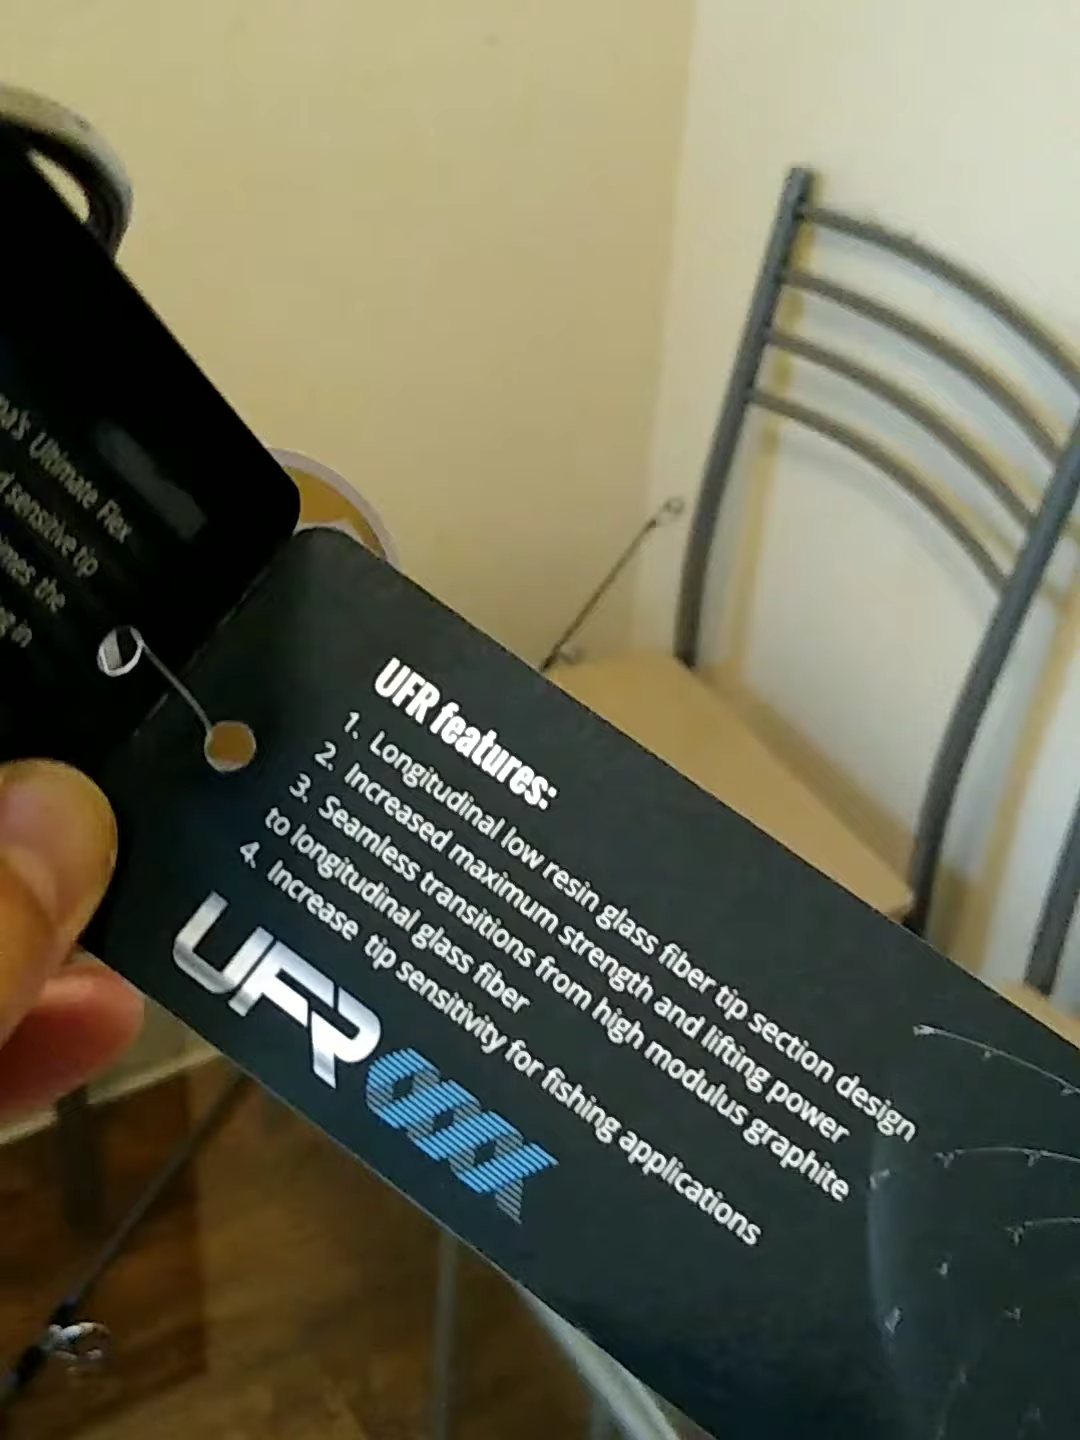 Ultimate Flex
sensitive tip
the
in
UFR features:
1. Longitudinal low resin glass fiber tip section design
2. Increased maximum strength and lifting power
3. Seamless transitions from high modulus graphite
to longitudinal glass fiber
4. Increase tip sensitivity for fishing applications
UFR